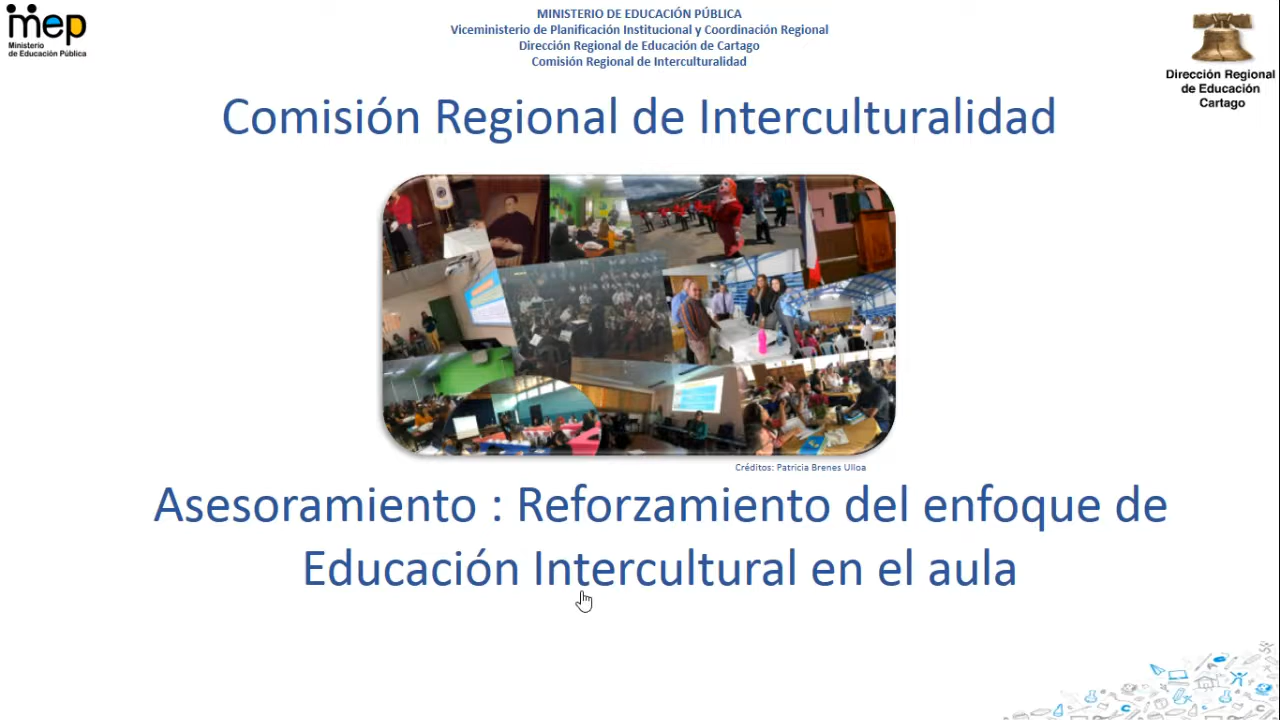 mep
Ministerio
de Educación Pública
MINISTERIO DE EDUCACIÓN PÚBLICA
Viceministerio de Planificación Institucional y Coordinación Regional
Dirección Regional de Educación de Cartago
Comisión Regional de Interculturalidad
Dirección Regional
de Educación
Cartago
Comisión Regional de Interculturalidad
Créditos: Patricia Brenes Ulloa
Asesoramiento : Reforzamiento del enfoque de
Educación Intercultural en el aula